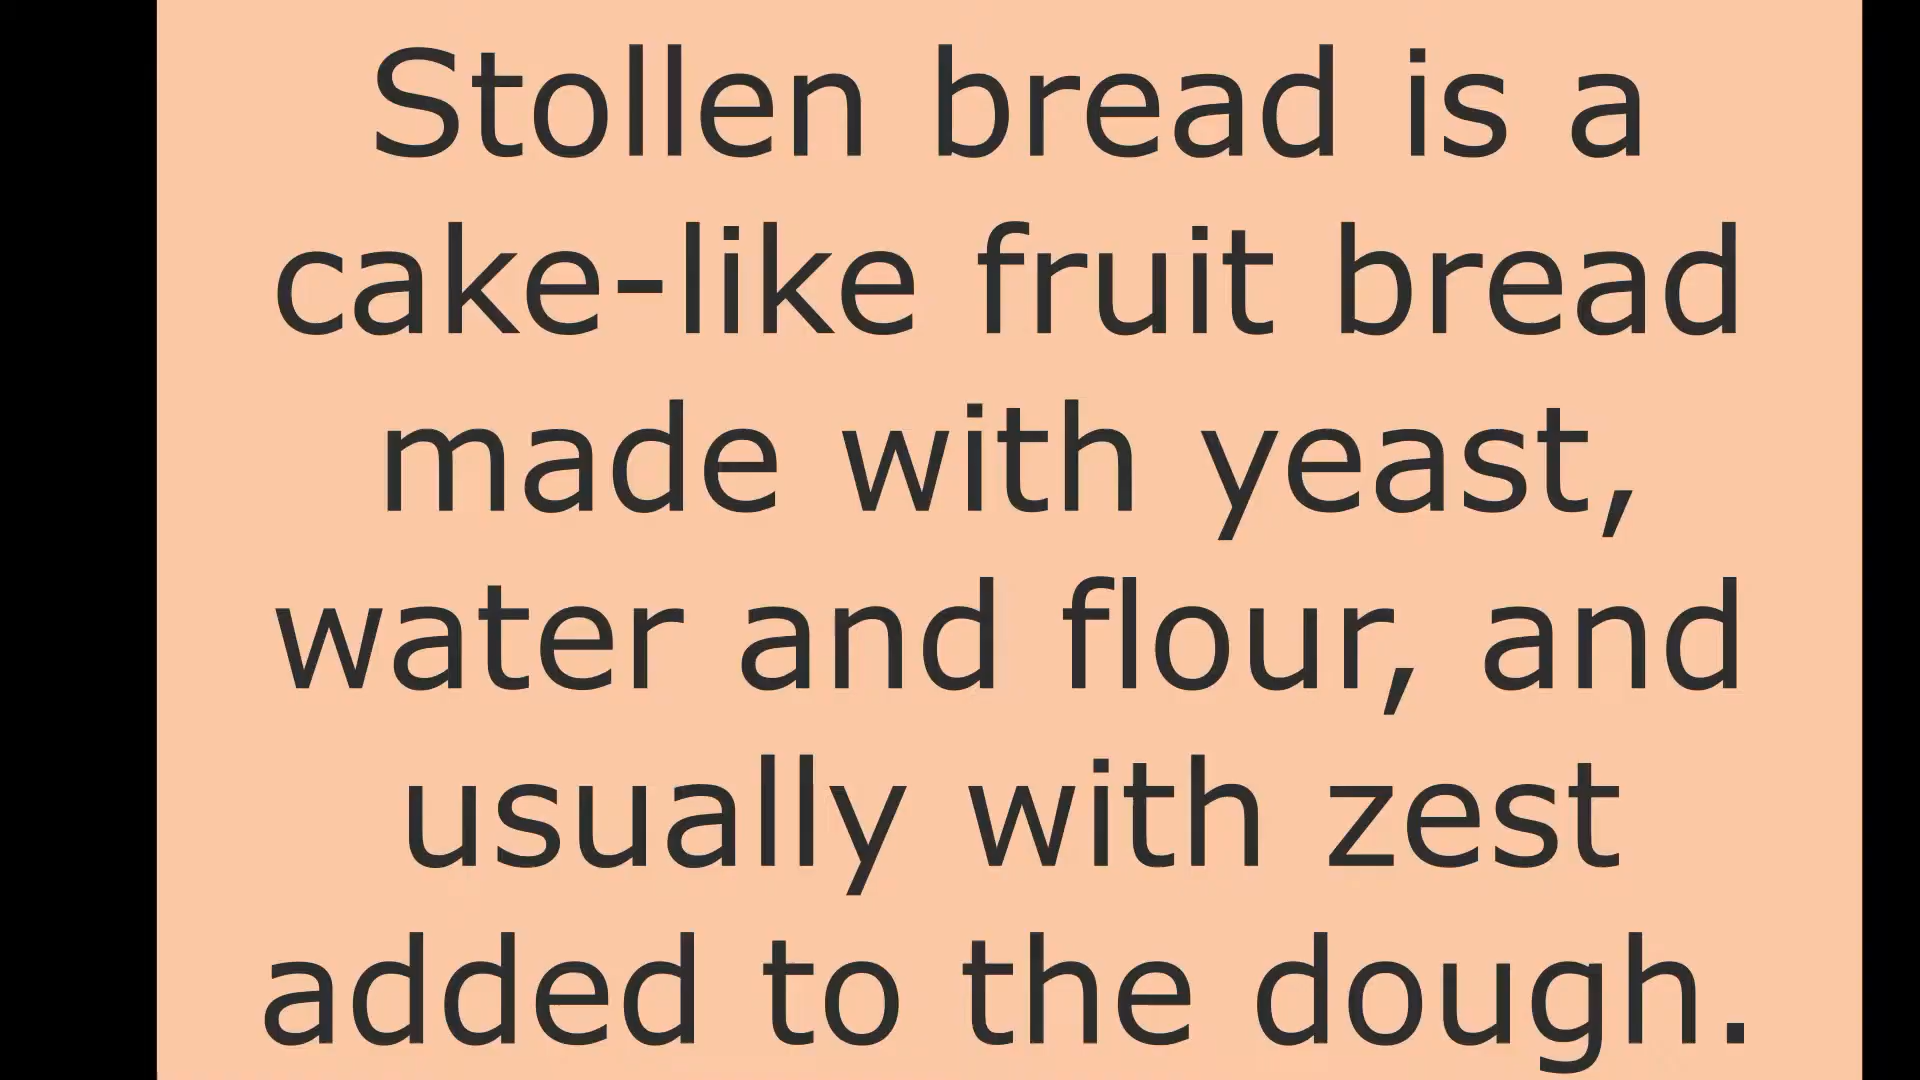 Stollen bread is a
cake-like fruit bread
made with yeast,
water and flour, and
usually with zest
added to the dough.